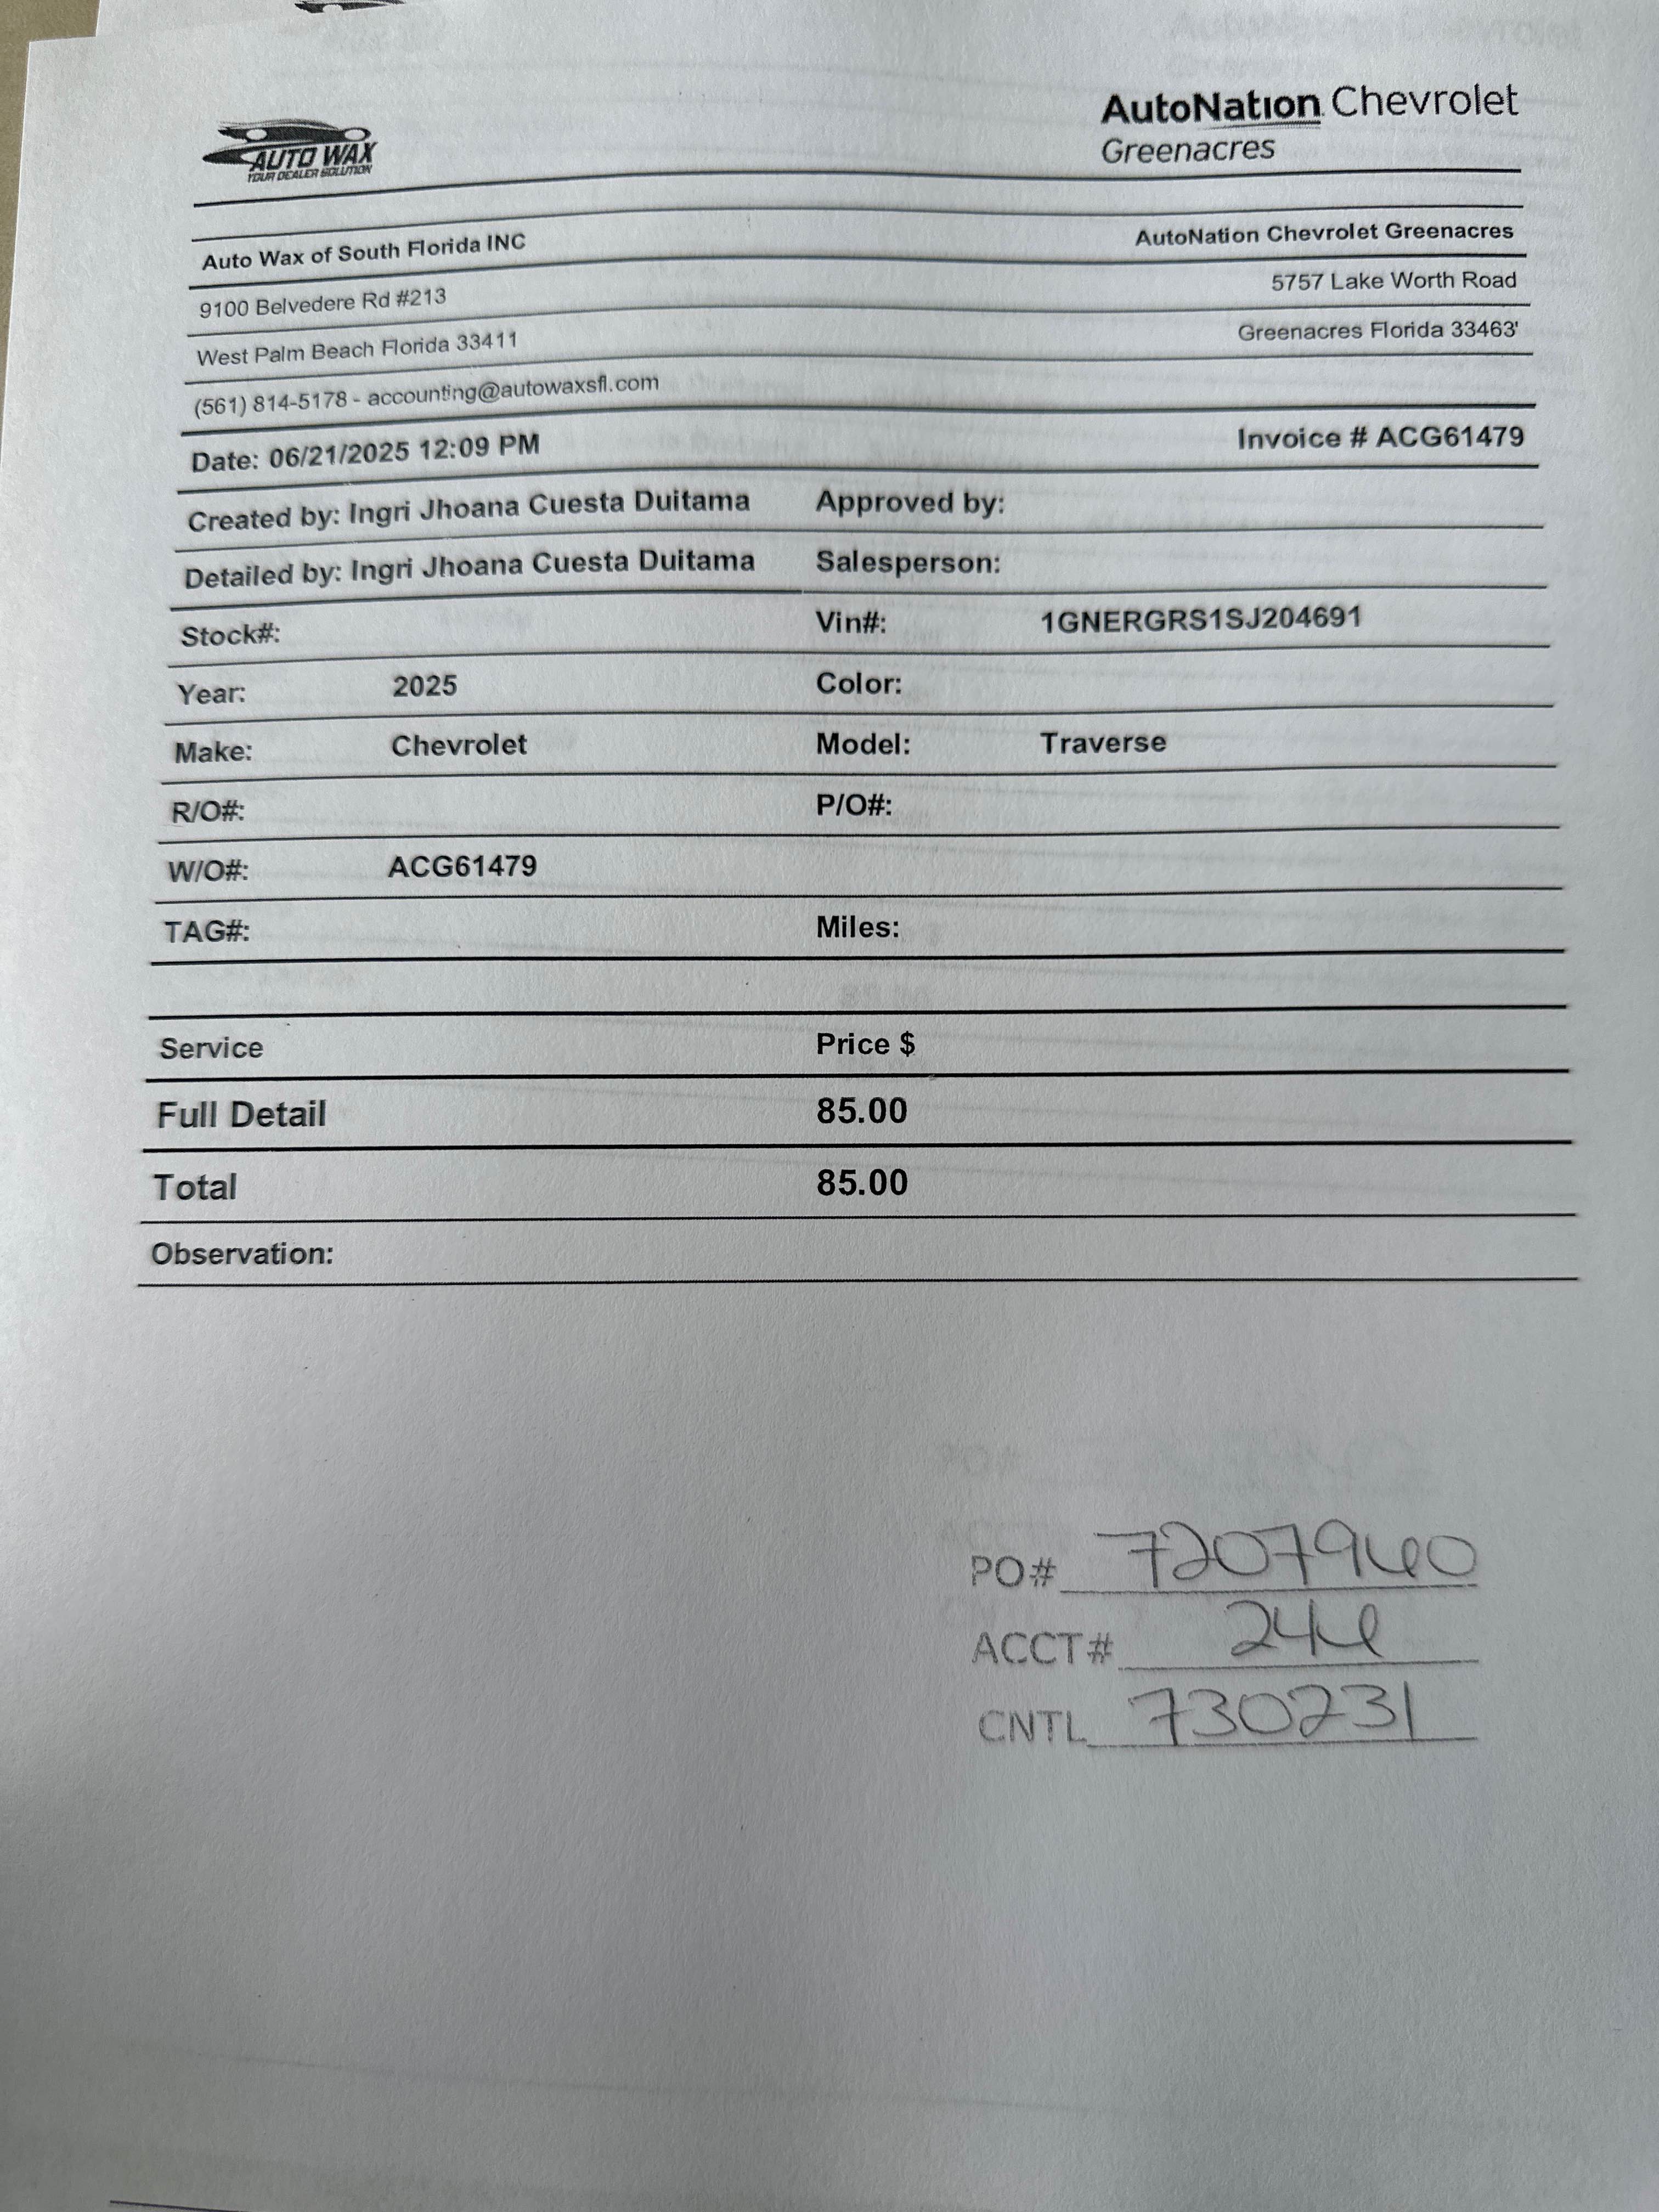 AUTO WAX
YOUR DEALER SOLUTION
AutoNation Chevrolet
Greenacres
Auto Wax of South Florida INC
AutoNation Chevrolet Greenacres
9100 Belvedere Rd #213
5757 Lake Worth Road
West Palm Beach Florida 33411
Greenacres Florida 33463'
(561) 814-5178 - accounting@autowaxsfl.com
Date: 06/21/2025 12:09 PM
Invoice # ACG61479
Created by: Ingri Jhoana Cuesta Duitama Approved by:
Detailed by: Ingri Jhoana Cuesta Duitama Salesperson:
Stock#: Vin#: 1GNERGRS1SJ204691
Year: 2025 Color:
Make: Chevrolet Model: Traverse
R/O#: P/O#:
W/O#: ACG61479
TAG#: Miles:
Service Price $
Full Detail 85.00
Total 85.00
Observation:
PO#
ACCT#
CNTL 730231